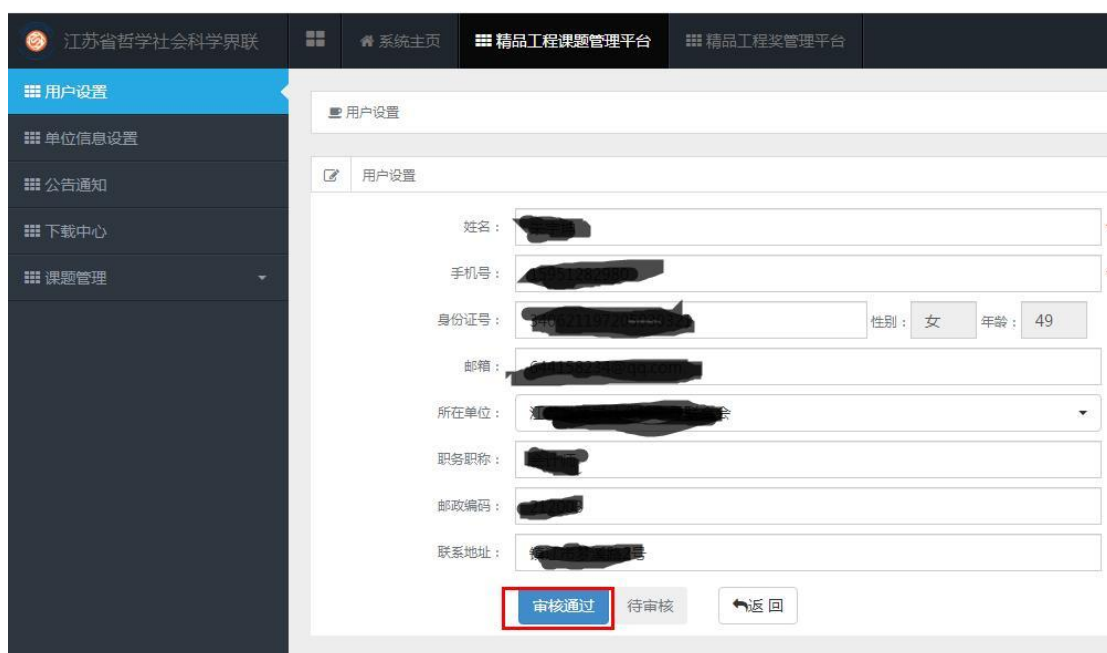 江苏省哲学社会科学界联
系统主页
精品工程课题管理平台
精品工程奖管理平台
用户设置
单位信息设置
公告通知
下载中心
课题管理
用户设置
用户设置
姓名：
手机号：
身份证号：
性别： 女 年龄： 49
邮箱：
所在单位：
职务职称：
邮政编码：
联系地址：
审核通过 待审核 返 回